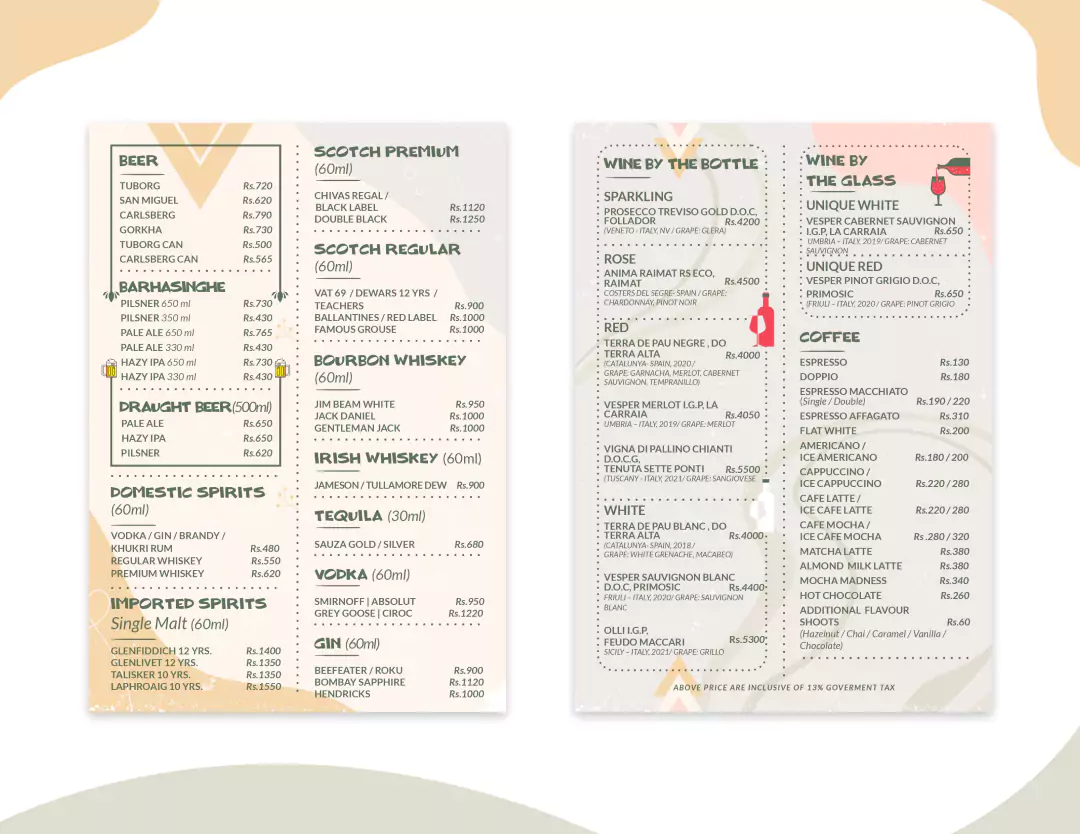 BEER
TUBORG Rs.720
SAN MIGUEL Rs.620
CARLSBERG Rs.790
GORKHA Rs.730
TUBORG CAN Rs.500
CARLSBERG CAN Rs.565
BARHASINGHE
PILSNER 650 ml Rs.730
PILSNER 350 ml Rs.430
PALE ALE 650 ml Rs.765
PALE ALE 330 ml Rs.430
HAZY IPA 650 ml Rs.730
HAZY IPA 330 ml Rs.430
DRAUGHT BEER(500ml)
PALE ALE Rs.650
HAZY IPA Rs.650
PILSNER Rs.620
DOMESTIC SPIRITS
(60ml)
VODKA / GIN / BRANDY /
KHUKRI RUM Rs.480
REGULAR WHISKEY Rs.550
PREMIUM WHISKEY Rs.620
IMPORTED SPIRITS
Single Malt (60ml)
GLENFIDDICH 12 YRS. Rs.1400
GLENLIVET 12 YRS. Rs.1350
TALISKER 10 YRS. Rs.1350
LAPHROAIG 10 YRS. Rs.1550
SCOTCH PREMIUM
(60ml)
CHIVAS REGAL /
BLACK LABEL Rs.1120
DOUBLE BLACK Rs.1250
SCOTCH REGULAR
(60ml)
VAT 69 / DEWARS 12 YRS /
TEACHERS Rs.900
BALLANTINES / RED LABEL Rs.1000
FAMOUS GROUSE Rs.1000
BOURBON WHISKEY
(60ml)
JIM BEAM WHITE Rs.950
JACK DANIEL Rs.1000
GENTLEMAN JACK Rs.1000
IRISH WHISKEY (60ml)
JAMESON / TULLAMORE DEW Rs.900
TEQUILA (30ml)
SAUZA GOLD / SILVER Rs.680
VODKA (60ml)
SMIRNOFF | ABSOLUT Rs.950
GREY GOOSE | CIROC Rs.1220
GIN (60ml)
BEEFEATER / ROKU Rs.900
BOMBAY SAPPHIRE Rs.1120
HENDRICKS Rs.1000
WINE BY THE BOTTLE
SPARKLING
PROSECCO TREVISO GOLD D.O.C,
FOLLADOR Rs.4200
(VENETO - ITALY, NV / GRAPE: GLERA)
ROSE
ANIMA RAIMAT RS ECO,
RAIMAT Rs.4500
COSTERS DEL SEGRE- SPAIN / GRAPE:
CHARDONNAY, PINOT NOIR
RED
TERRA DE PAU NEGRE , DO
TERRA ALTA Rs.4000
(CATALUNYA- SPAIN, 2020 /
GRAPE: GARNACHA, MERLOT, CABERNET
SAUVIGNON, TEMPRANILLO)
VESPER MERLOT I.G.P, LA
CARRAIA Rs.4050
UMBRIA – ITALY, 2019/ GRAPE: MERLOT
VIGNA DI PALLINO CHIANTI
D.O.C.G,
TENUTA SETTE PONTI Rs.5500
(TUSCANY - ITALY, 2021/ GRAPE: SANGIOVESE
WHITE
TERRA DE PAU BLANC , DO
TERRA ALTA Rs.4000
(CATALUNYA- SPAIN, 2018 /
GRAPE: WHITE GRENACHE, MACABEO)
VESPER SAUVIGNON BLANC
D.O.C, PRIMOSIC Rs.4400
FRIULI – ITALY, 2020/ GRAPE: SAUVIGNON
BLANC
OLLI I.G.P,
FEUDO MACCARI Rs.5300
SICILY – ITALY, 2021/ GRAPE: GRILLO
WINE BY
THE GLASS
UNIQUE WHITE
VESPER CABERNET SAUVIGNON
I.G.P, LA CARRAIA Rs.650
UMBRIA – ITALY, 2019/ GRAPE: CABERNET
SAUVIGNON
UNIQUE RED
VESPER PINOT GRIGIO D.O.C,
PRIMOSIC Rs.650
(FRIULI – ITALY, 2020 / GRAPE: PINOT GRIGIO
COFFEE
ESPRESSO Rs.130
DOPPIO Rs.180
ESPRESSO MACCHIATO
(Single / Double) Rs.190 / 220
ESPRESSO AFFAGATO Rs.310
FLAT WHITE Rs.200
AMERICANO /
ICE AMERICANO Rs.180 / 200
CAPPUCCINO /
ICE CAPPUCCINO Rs.220 / 280
CAFE LATTE /
ICE CAFE LATTE Rs.220 / 280
CAFE MOCHA /
ICE CAFE MOCHA Rs .280 / 320
MATCHA LATTE Rs.380
ALMOND MILK LATTE Rs.380
MOCHA MADNESS Rs.340
HOT CHOCOLATE Rs.260
ADDITIONAL FLAVOUR
SHOOTS Rs.60
(Hazelnut / Chai / Caramel / Vanilla /
Chocolate)
ABOVE PRICE ARE INCLUSIVE OF 13% GOVERMENT TAX